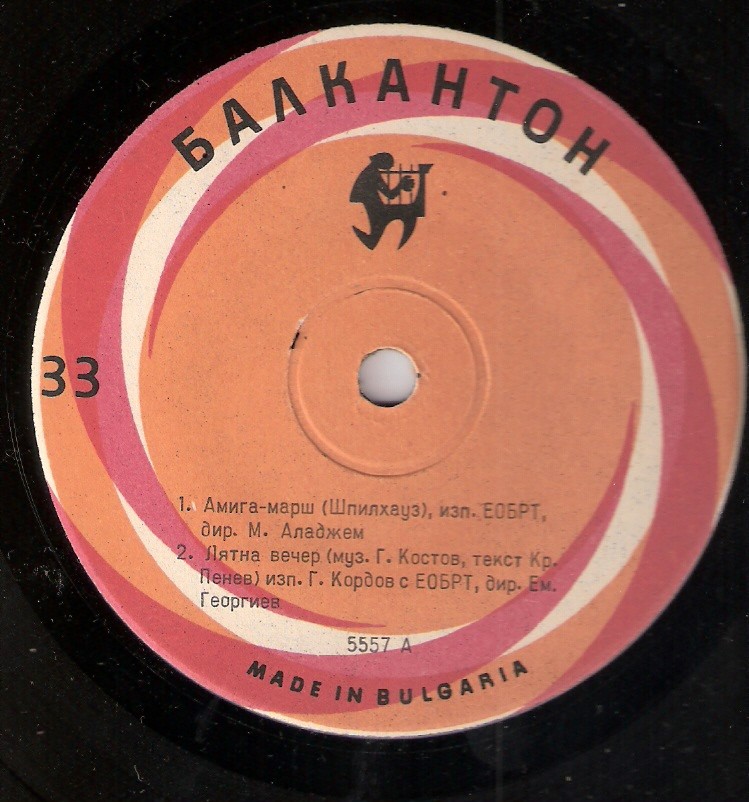 БАЛКАНТОН
33
1. Амига-марш (Шпилхауз), изп. ЕОБРТ,
дир. М. Аладжем
2. Лятна вечер (муз. Г. Костов, текст Кр.
Пенев) изп. Г. Кордов с ЕОБРТ, дир. Ем.
Георгиев
5557 А
MADE IN BULGARIA